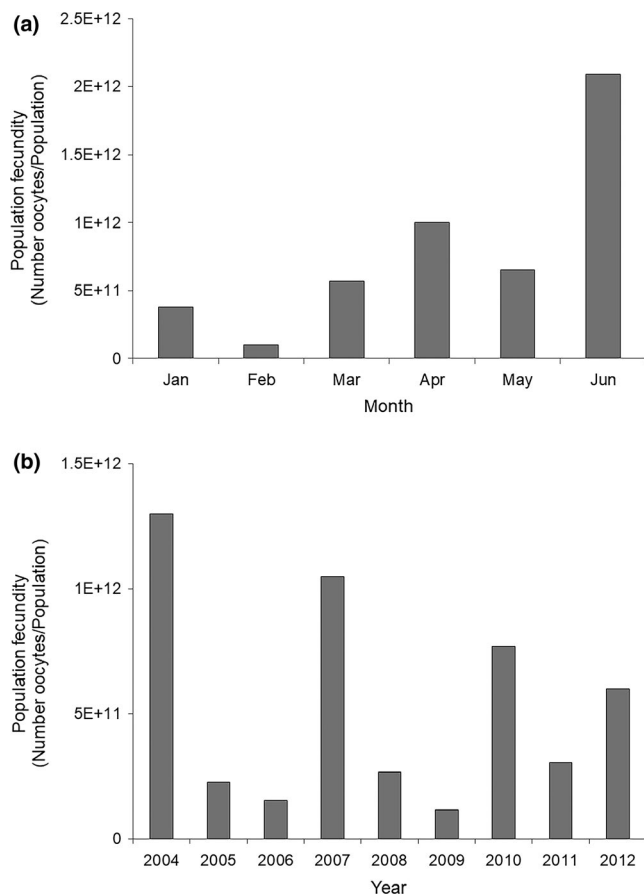 (a)
Population fecundity
(Number oocytes/Population)
2.5E+12
2E+12
1.5E+12
1E+12
5E+11
0
Jan Feb Mar Apr May Jun
Month
(b)
Population fecundity
(Number oocytes/Population)
1.5E+12
1E+12
5E+11
0
2004 2005 2006 2007 2008 2009 2010 2011 2012
Year